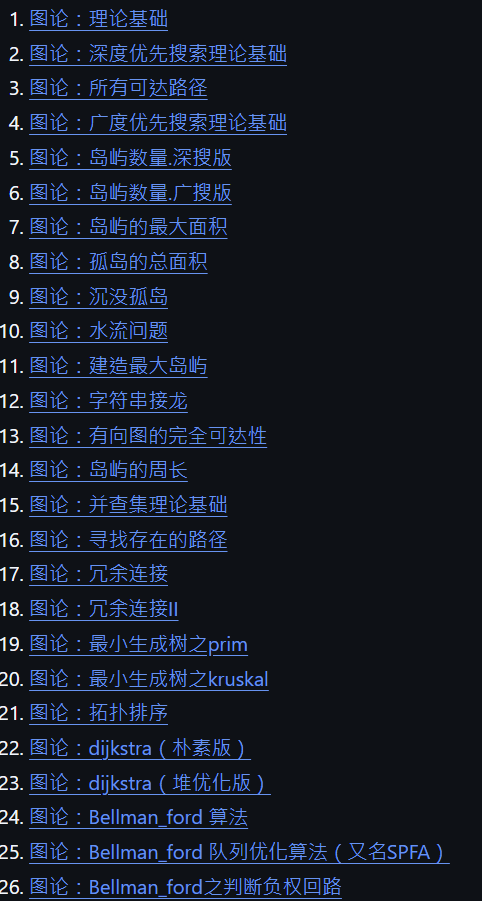 1. 图论：理论基础
2. 图论：深度优先搜索理论基础
3. 图论：所有可达路径
4. 图论：广度优先搜索理论基础
5. 图论：岛屿数量.深搜版
6. 图论：岛屿数量.广搜版
7. 图论：岛屿的最大面积
8. 图论：孤岛的总面积
9. 图论：沉没孤岛
10. 图论：水流问题
11. 图论：建造最大岛屿
12. 图论：字符串接龙
13. 图论：有向图的完全可达性
14. 图论：岛屿的周长
15. 图论：并查集理论基础
16. 图论：寻找存在的路径
17. 图论：冗余连接
18. 图论：冗余连接II
19. 图论：最小生成树之prim
20. 图论：最小生成树之kruskal
21. 图论：拓扑排序
22. 图论：dijkstra（朴素版）
23. 图论：dijkstra（堆优化版）
24. 图论：Bellman_ford 算法
25. 图论：Bellman_ford 队列优化算法（又名SPFA）
26. 图论：Bellman_ford之判断负权回路